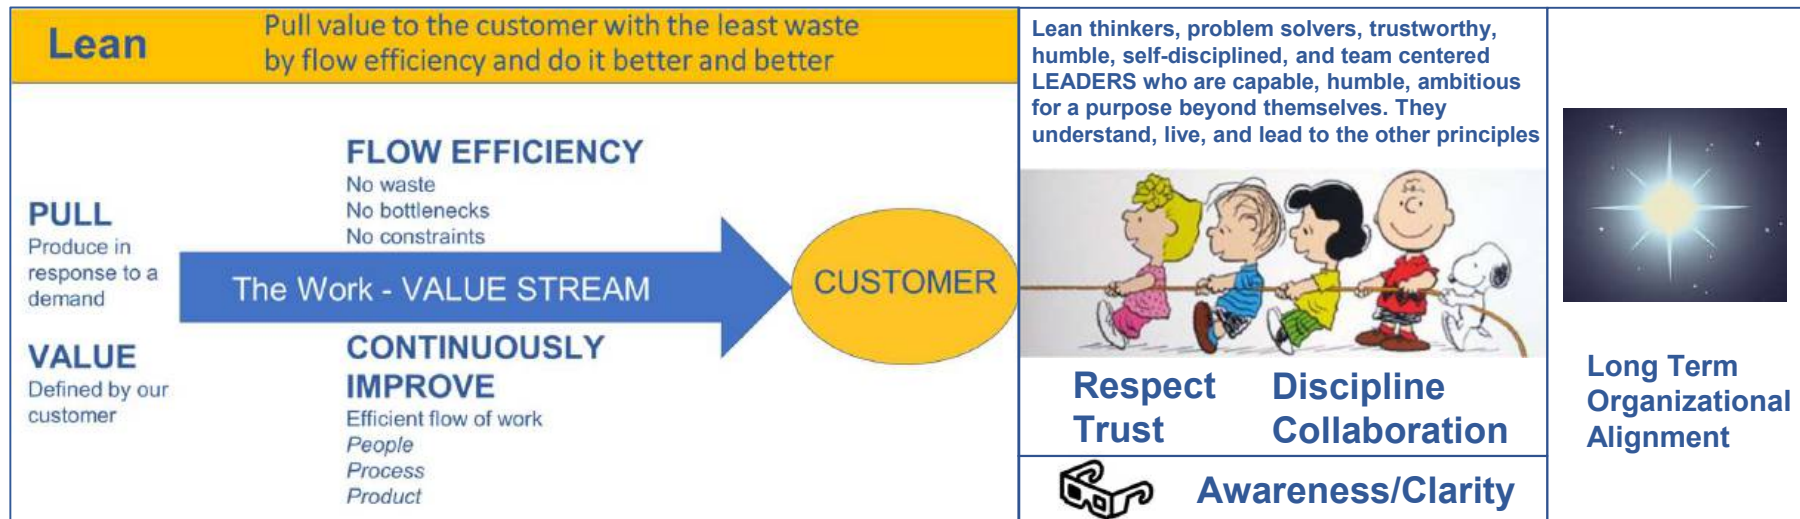 Lean
Pull value to the customer with the least waste
by flow efficiency and do it better and better
PULL
Produce in
response to a
demand
VALUE
Defined by our
customer
FLOW EFFICIENCY
No waste
No bottlenecks
No constraints
The Work - VALUE STREAM
CONTINUOUSLY
IMPROVE
Efficient flow of work
People
Process
Product
CUSTOMER
Lean thinkers, problem solvers, trustworthy,
humble, self-disciplined, and team centered
LEADERS who are capable, humble, ambitious
for a purpose beyond themselves. They
understand, live, and lead to the other principles
Respect
Trust
Discipline
Collaboration
Awareness/Clarity
Long Term
Organizational
Alignment